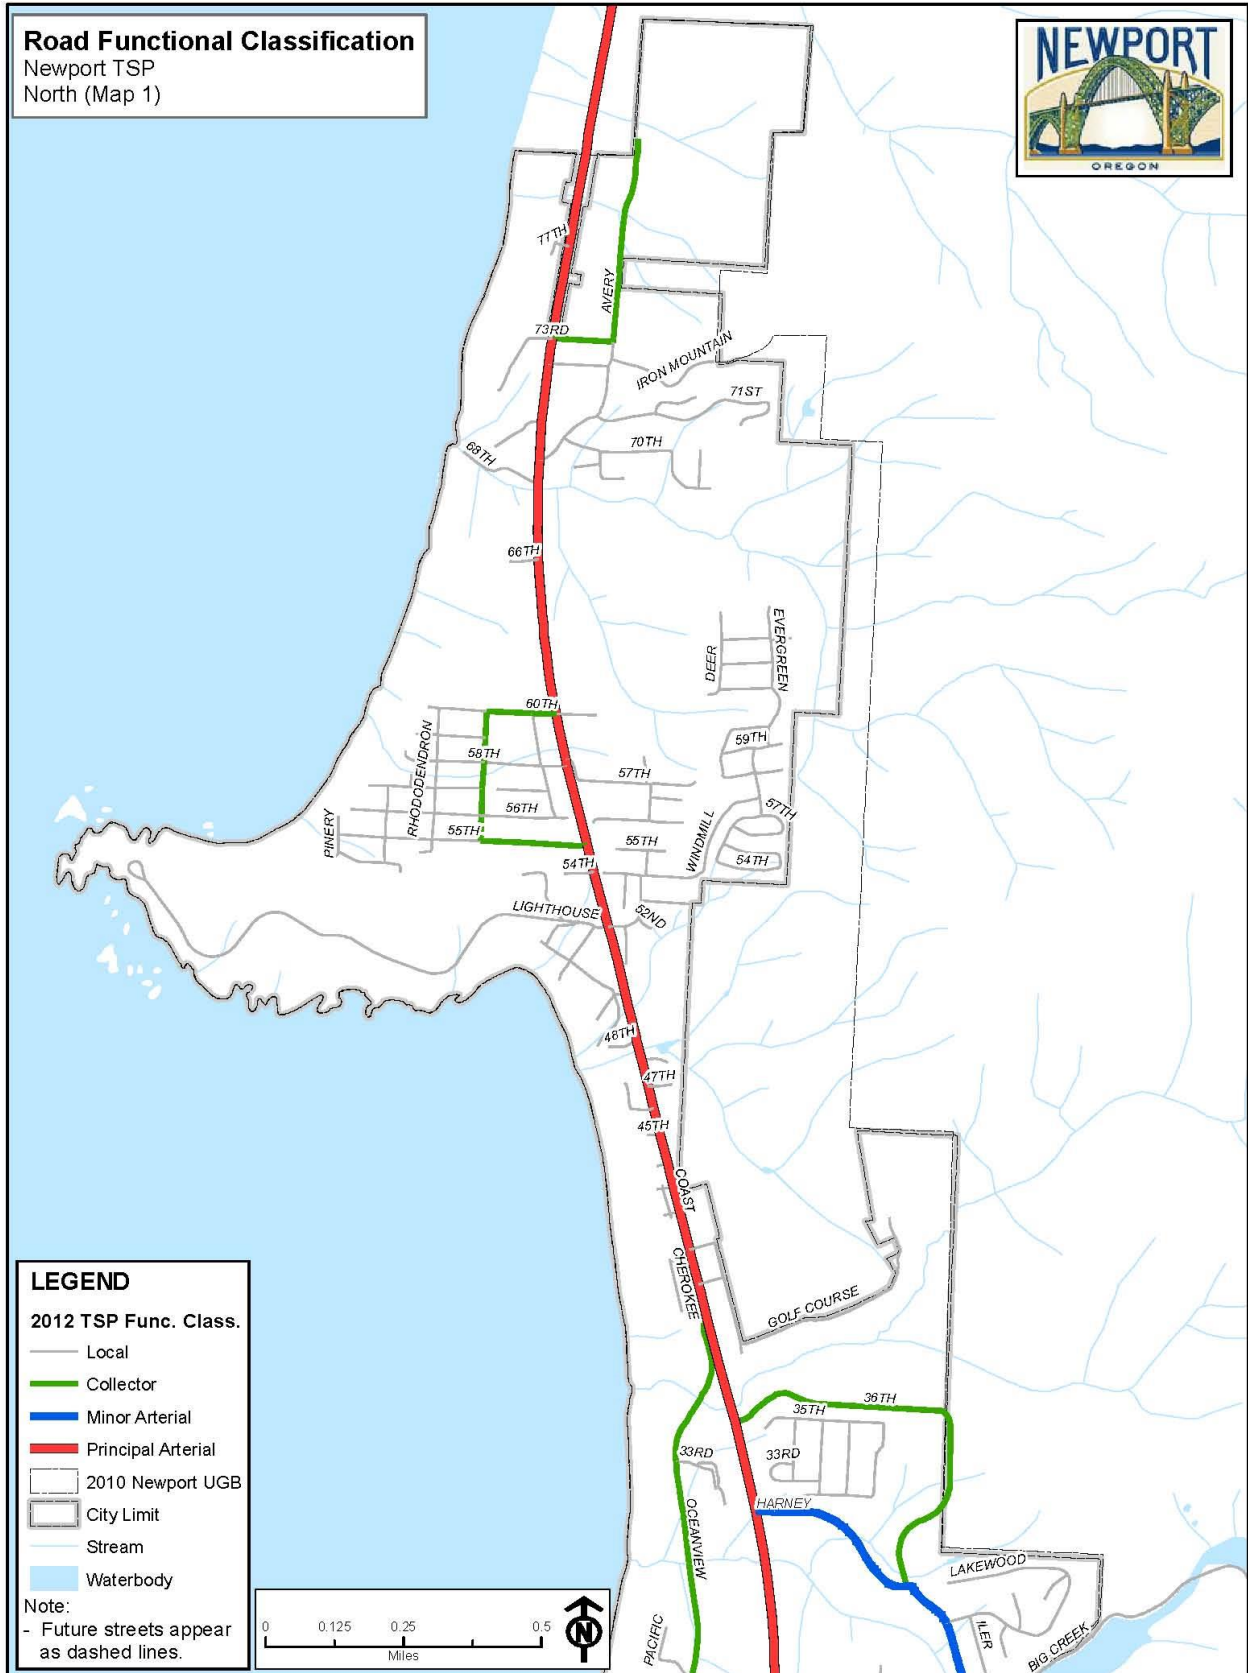 Road Functional Classification
Newport TSP
North (Map 1)
NEWPORT
OREGON
77TH
AVERY
73RD
IRON MOUNTAIN
71ST
70TH
68TH
66TH
EVERGREEN
DEER
60TH
RHODODENDRON
59TH
58TH
57TH
57TH
56TH
PINERY
WINDMILL
55TH
55TH
54TH
54TH
LIGHTHOUSE
52ND
48TH
47TH
45TH
COAST
CHEROKEE
GOLF COURSE
36TH
35TH
33RD
33RD
HARNEY
OCEANVIEW
LAKEWOOD
PACIFIC
ILER
BIG CREEK
LEGEND
2012 TSP Func. Class.
Local
Collector
Minor Arterial
Principal Arterial
2010 Newport UGB
City Limit
Stream
Waterbody
Note:
- Future streets appear
as dashed lines.
0 0.125 0.25 0.5
Miles
N